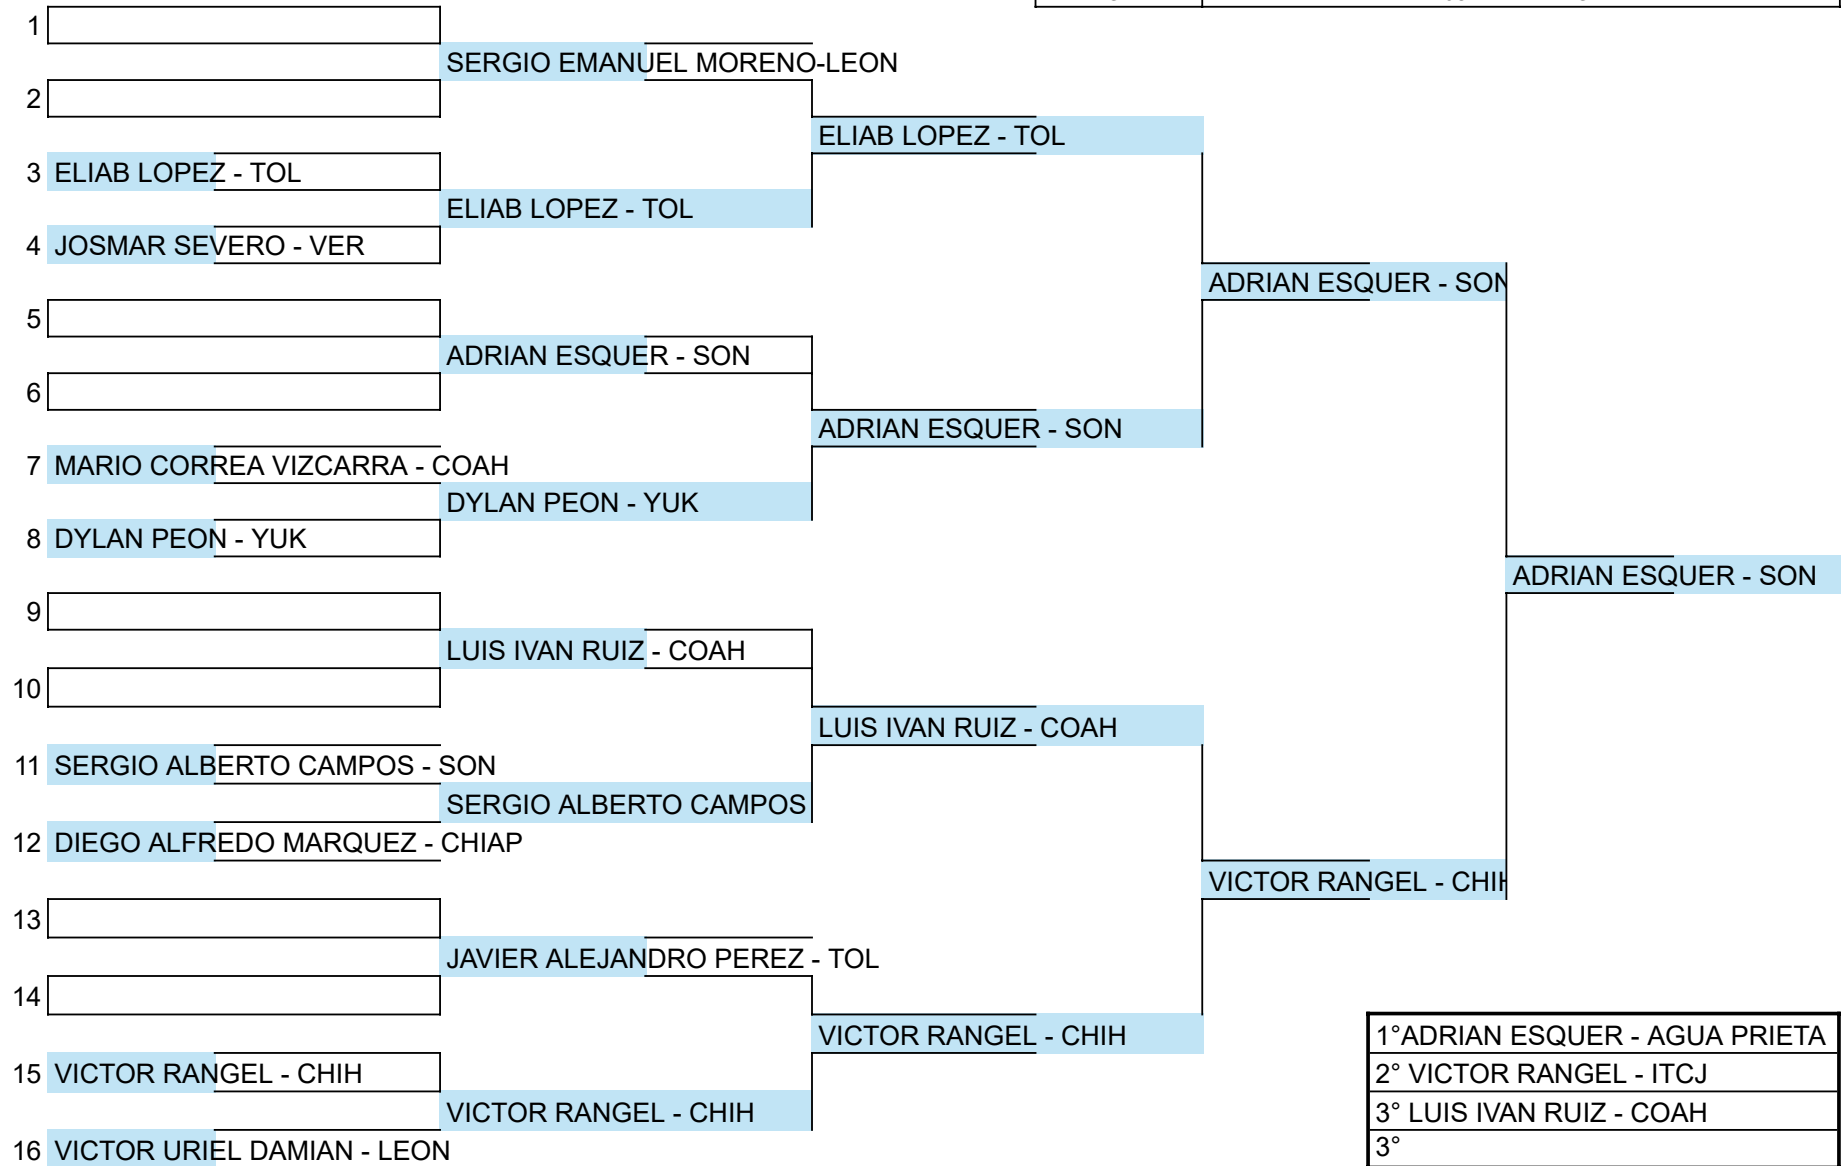 1
SERGIO EMANUEL MORENO-LEON
2
ELIAB LOPEZ - TOL
3 ELIAB LOPEZ - TOL
ELIAB LOPEZ - TOL
4 JOSMAR SEVERO - VER
ADRIAN ESQUER - SON
5
ADRIAN ESQUER - SON
6
ADRIAN ESQUER - SON
7 MARIO CORREA VIZCARRA - COAH
DYLAN PEON - YUK
8 DYLAN PEON - YUK
ADRIAN ESQUER - SON
9
LUIS IVAN RUIZ - COAH
10
LUIS IVAN RUIZ - COAH
11 SERGIO ALBERTO CAMPOS - SON
SERGIO ALBERTO CAMPOS
12 DIEGO ALFREDO MARQUEZ - CHIAP
VICTOR RANGEL - CHIH
13
JAVIER ALEJANDRO PEREZ - TOL
14
VICTOR RANGEL - CHIH
15 VICTOR RANGEL - CHIH
VICTOR RANGEL - CHIH
16 VICTOR URIEL DAMIAN - LEON
1°ADRIAN ESQUER - AGUA PRIETA
2° VICTOR RANGEL - ITCJ
3° LUIS IVAN RUIZ - COAH
3°